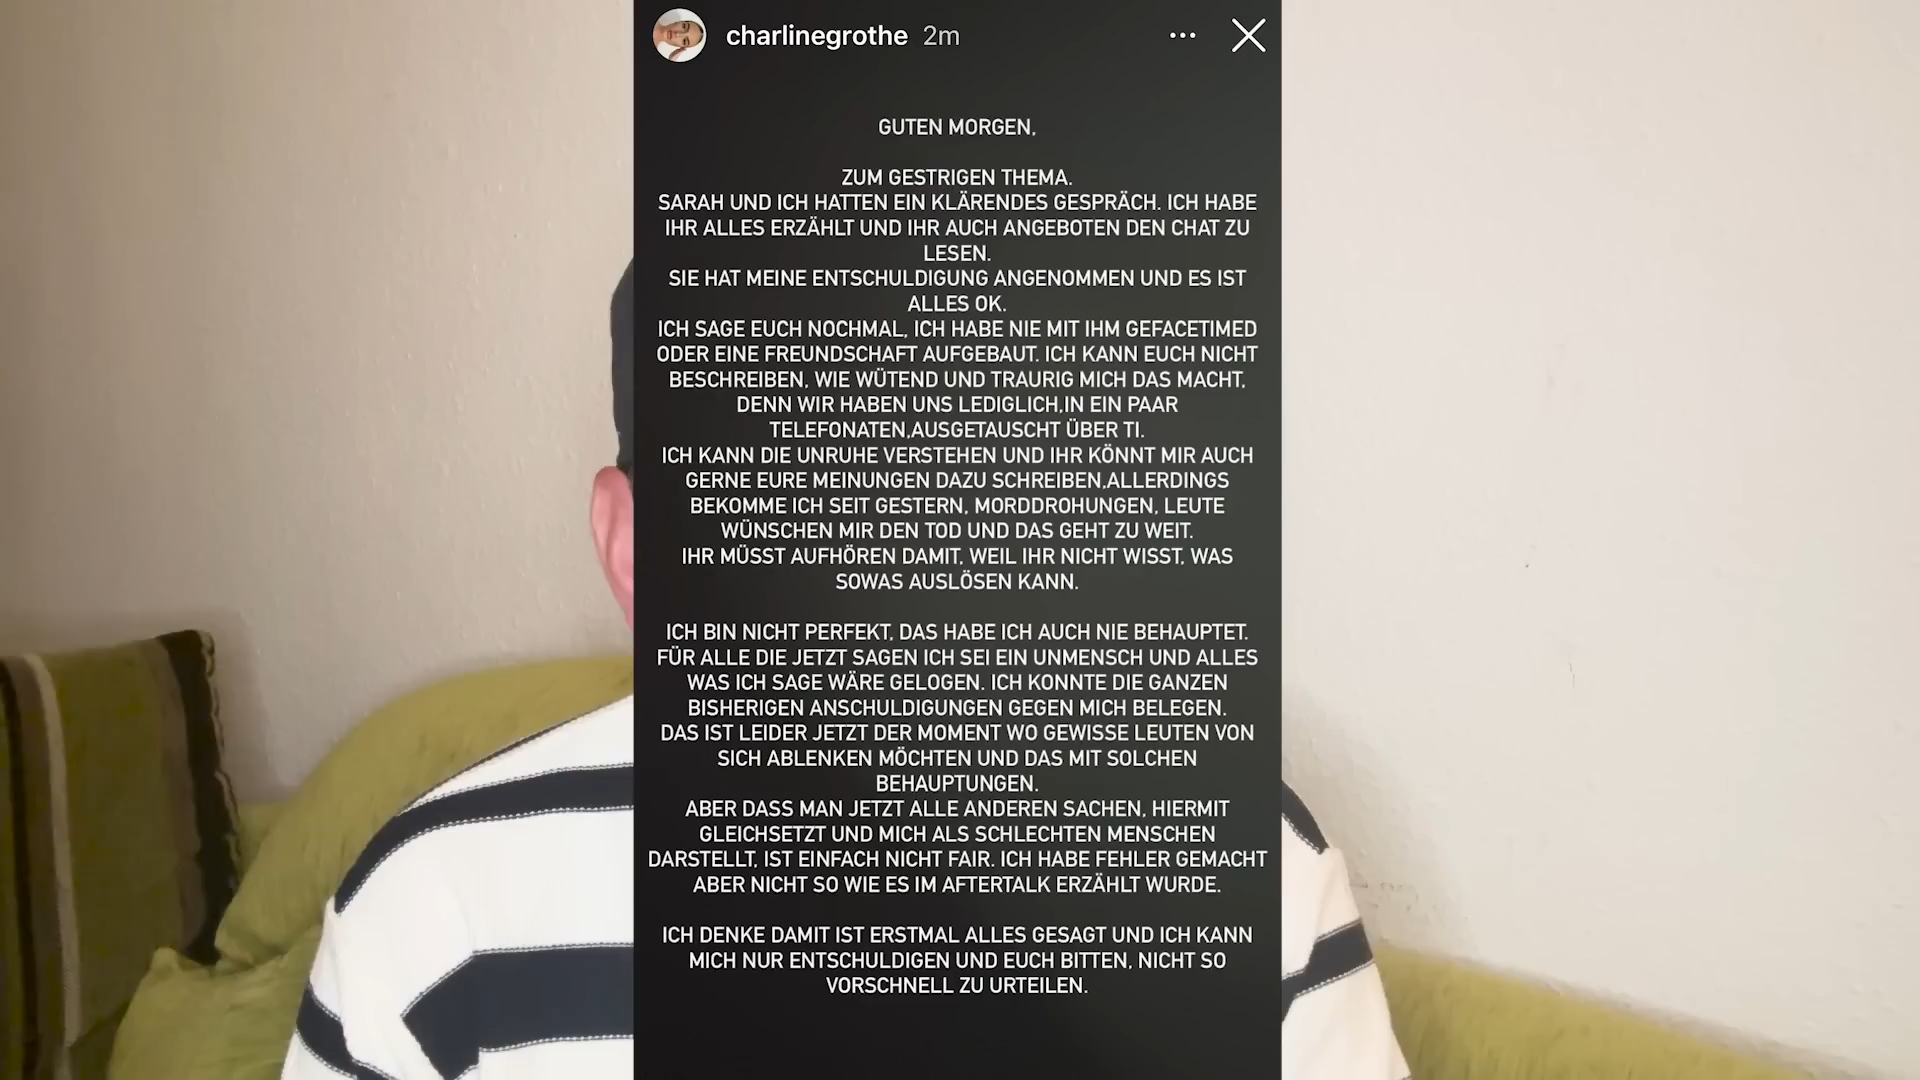 charlinegrothe 2m
GUTEN MORGEN,
ZUM GESTRIGEN THEMA.
SARAH UND ICH HATTEN EIN KLÄRENDES GESPRÄCH. ICH HABE
IHR ALLES ERZÄHLT UND IHR AUCH ANGEBOTEN DEN CHAT ZU
LESEN.
SIE HAT MEINE ENTSCHULDIGUNG ANGENOMMEN UND ES IST
ALLES OK.
ICH SAGE EUCH NOCHMAL, ICH HABE NIE MIT IHM GEFACETIMED
ODER EINE FREUNDSCHAFT AUFGEBAUT. ICH KANN EUCH NICHT
BESCHREIBEN, WIE WÜTEND UND TRAURIG MICH DAS MACHT,
DENN WIR HABEN UNS LEDIGLICH,IN EIN PAAR
TELEFONATEN,AUSGETAUSCHT ÜBER TI.
ICH KANN DIE UNRUHE VERSTEHEN UND IHR KÖNNT MIR AUCH
GERNE EURE MEINUNGEN DAZU SCHREIBEN,ALLERDINGS
BEKOMME ICH SEIT GESTERN, MORDDROHUNGEN, LEUTE
WÜNSCHEN MIR DEN TOD UND DAS GEHT ZU WEIT.
IHR MÜSST AUFHÖREN DAMIT, WEIL IHR NICHT WISST, WAS
SOWAS AUSLÖSEN KANN.
ICH BIN NICHT PERFEKT, DAS HABE ICH AUCH NIE BEHAUPTET.
FÜR ALLE DIE JETZT SAGEN ICH SEI EIN UNMENSCH UND ALLES
WAS ICH SAGE WÄRE GELOGEN. ICH KONNTE DIE GANZEN
BISHERIGEN ANSCHULDIGUNGEN GEGEN MICH BELEGEN.
DAS IST LEIDER JETZT DER MOMENT WO GEWISSE LEUTEN VON
SICH ABLENKEN MÖCHTEN UND DAS MIT SOLCHEN
BEHAUPTUNGEN.
ABER DASS MAN JETZT ALLE ANDEREN SACHEN, HIERMIT
GLEICHSETZT UND MICH ALS SCHLECHTEN MENSCHEN
DARSTELLT, IST EINFACH NICHT FAIR. ICH HABE FEHLER GEMACHT
ABER NICHT SO WIE ES IM AFTERTALK ERZÄHLT WURDE.
ICH DENKE DAMIT IST ERSTMAL ALLES GESAGT UND ICH KANN
MICH NUR ENTSCHULDIGEN UND EUCH BITTEN, NICHT SO
VORSCHNELL ZU URTEILEN.